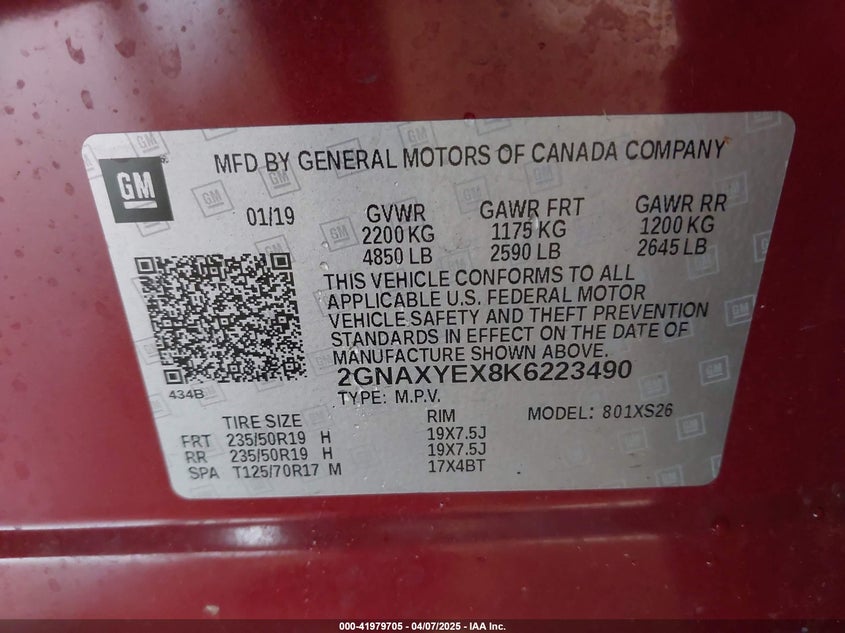 GM
MFD BY GENERAL MOTORS OF CANADA COMPANY
01/19 GVWR GAWR FRT GAWR RR
2200 KG 1175 KG 1200 KG
4850 LB 2590 LB 2645 LB
THIS VEHICLE CONFORMS TO ALL
APPLICABLE U.S. FEDERAL MOTOR
VEHICLE SAFETY AND THEFT PREVENTION
STANDARDS IN EFFECT ON THE DATE OF
MANUFACTURE SHOWN ABOVE.
2GNAXYEX8K6223490
434B
TYPE: M.P.V. MODEL: 801XS26
TIRE SIZE RIM
FRT 235/50R19 H 19X7.5J
RR 235/50R19 H 19X7.5J
SPA T125/70R17 M 17X4BT
000-41979705 - 04/07/2025 - IAA Inc.